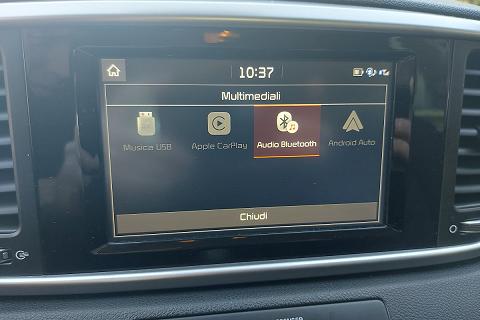 10:37
Multimediali
Musica USB
Apple CarPlay
Audio Bluetooth
Android Auto
Chiudi